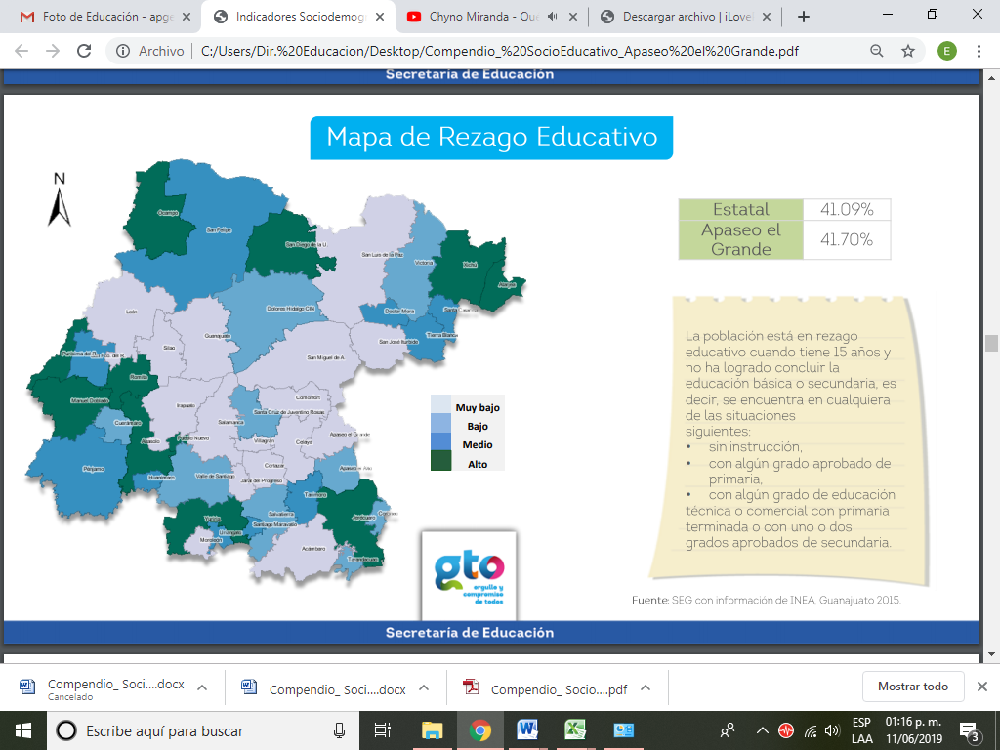 Foto de Educación - apge
Indicadores Sociodemog
Chyno Miranda - Que
Descargar archivo | iLove
Archivo
C:/Users/Dir.%20Educacion/Desktop/Compendio_%20SocioEducativo_Apaseo%20el%20Grande.pdf
E
Secretaría de Educación
Mapa de Rezago Educativo
N
Estatal 41.09%
Apaseo el
Grande
41.70%
Ocampo
San Felipe
San Diego de la U.
San Luis de la Paz
Victoria
Xichú
Atarjea
León
Dolores Hidalgo CIN
Doctor Mora
Santa
Tierra Blanca
Guanajuato
Silao
San José Iturbide
San Miguel de A.
Purísima del R.
Romita
Manuel Doblado
Irapuato
Comonfort
Santa Cruz de Juventino Rosas
Cuerámaro
Salamanca
Apaseo el Grande
Abasolo
Pueblo Nuevo
Villagrán
Celaya
Pénjamo
Cortazar
Apaseo el Alto
Huanímaro
Valle de Santiago
Jaral del Progreso
Tarimoro
Yuriria
Salvatierra
Jerécuaro
Coroneo
Uriangato
Santiago Maravatío
Moroleón
Acámbaro
Tarandacuao
Muy bajo
Bajo
Medio
Alto
La población está en rezago
educativo cuando tiene 15 años y
no ha logrado concluir la
educación básica o secundaria, es
decir, se encuentra en cualquiera
de las situaciones
siguientes:
• sin instrucción,
• con algún grado aprobado de
primaria,
• con algún grado de educación
técnica o comercial con primaria
terminada o con uno o dos
grados aprobados de secundaria.
gto
orgullo y
compromiso
de todos
Fuente: SEG con información de INEA, Guanajuato 2015.
Secretaría de Educación
Compendio_ Soci....docx
Cancelado
Compendio_ Soci....docx
Compendio_ Socio....pdf
Mostrar todo
Escribe aquí para buscar
ESP
LAA
01:16 p. m.
11/06/2019
3